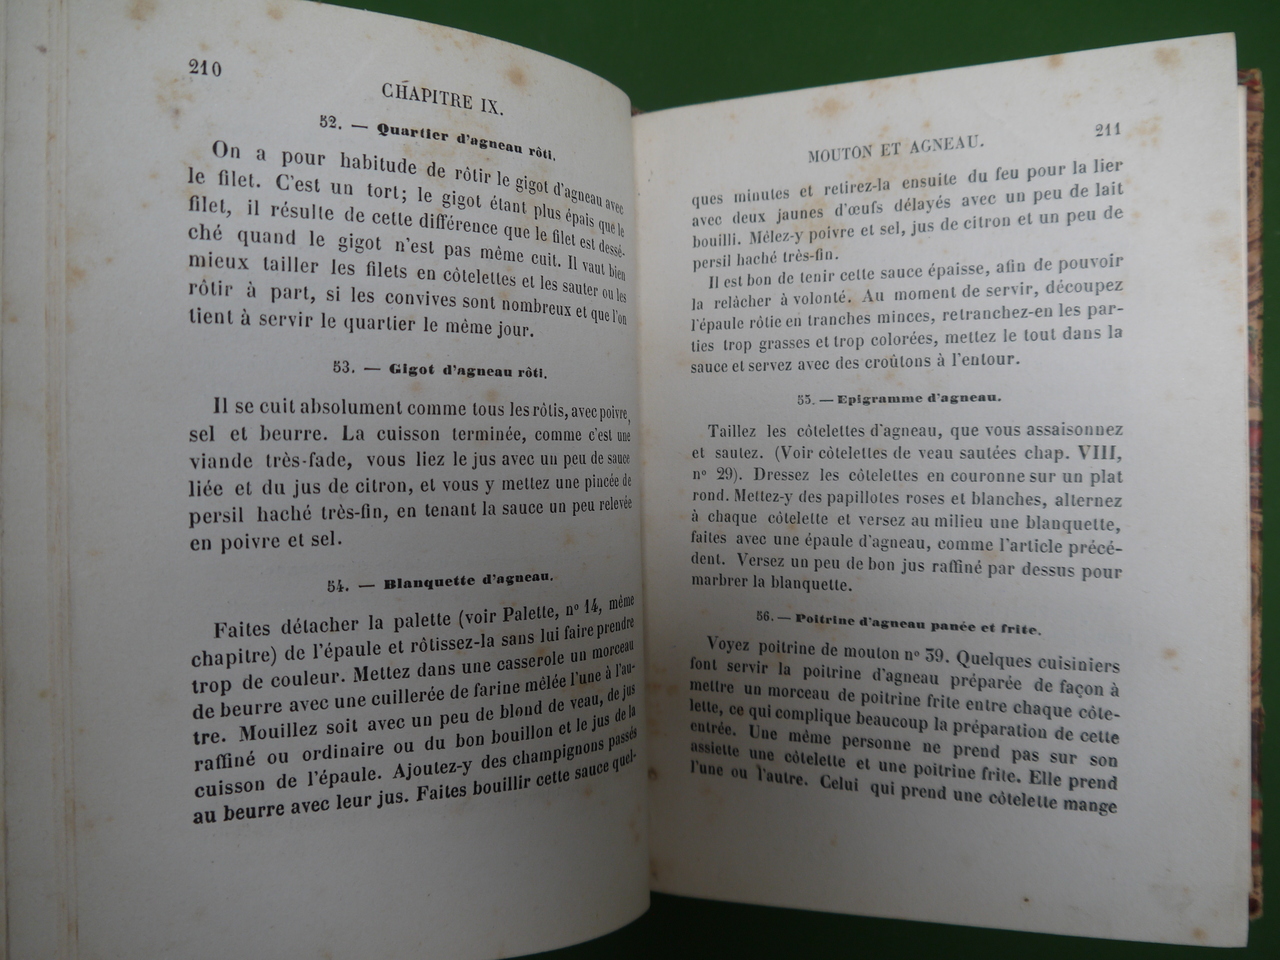 210
CHAPITRE IX.
52. — Quartier d'agneau rôti.
On a pour habitude de rôtir le gigot d'agneau avec
le filet. C'est un tort; le gigot étant plus épais que le
filet, il résulte de cette différence que le filet est dessé-
ché quand le gigot n'est pas même cuit. Il vaut bien
mieux tailler les filets en côtelettes et les sauter ou les
rôtir à part, si les convives sont nombreux et que l'on
tient à servir le quartier le même jour.
53. — Gigot d'agneau rôti.
Il se cuit absolument comme tous les rôtis, avec poivre,
sel et beurre. La cuisson terminée, comme c'est une
viande très-fade, vous liez le jus avec un peu de sauce
liée et du jus de citron, et vous y mettez une pincée de
persil haché très-fin, en tenant la sauce un peu relevée
en poivre et sel.
54. — Blanquette d'agneau.
Faites détacher la palette (voir Palette, n° 14, même
chapitre) de l'épaule et rôtissez-la sans lui faire prendre
trop de couleur. Mettez dans une casserole un morceau
de beurre avec une cuillerée de farine mêlée l'une à l'au-
tre. Mouillez soit avec un peu de blond de veau, de jus
raffiné ou ordinaire ou du bon bouillon et le jus de la
cuisson de l'épaule. Ajoutez-y des champignons passés
au beurre avec leur jus. Faites bouillir cette sauce quel-
MOUTON ET AGNEAU.
211
ques minutes et retirez-la ensuite du feu pour la lier
avec deux jaunes d'œufs délayés avec un peu de lait
bouilli. Mêlez-y poivre et sel, jus de citron et un peu de
persil haché très-fin.
Il est bon de tenir cette sauce épaisse, afin de pouvoir
la relâcher à volonté. Au moment de servir, découpez
l'épaule rôtie en tranches minces, retranchez-en les par-
ties trop grasses et trop colorées, mettez le tout dans la
sauce et servez avec des croûtons à l'entour.
55. — Epigramme d'agneau.
Taillez les côtelettes d'agneau, que vous assaisonnez
et sautez. (Voir côtelettes de veau sautées chap. VIII,
n° 29). Dressez les côtelettes en couronne sur un plat
rond. Mettez-y des papillotes roses et blanches, alternez
à chaque côtelette et versez au milieu une blanquette,
faites avec une épaule d'agneau, comme l'article précé-
dent. Versez un peu de bon jus raffiné par dessus pour
marbrer la blanquette.
56. — Poitrine d'agneau panée et frite.
Voyez poitrine de mouton n° 39. Quelques cuisiniers
font servir la poitrine d'agneau préparée de façon à
mettre un morceau de poitrine frite entre chaque côte-
lette, ce qui complique beaucoup la préparation de cette
entrée. Une même personne ne prend pas sur son
assiette une côtelette et une poitrine frite. Elle prend
l'une ou l'autre. Celui qui prend une côtelette mange